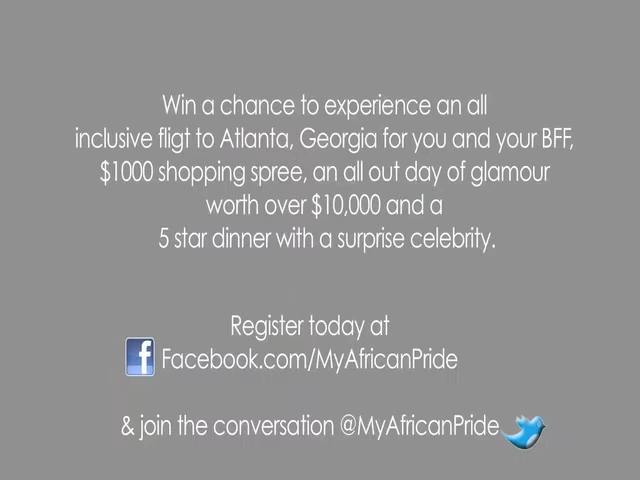 Win a chance to experience an all
inclusive fligt to Atlanta, Georgia for you and your BFF,
$1000 shopping spree, an all out day of glamour
worth over $10,000 and a
5 star dinner with a surprise celebrity.
Register today at
f Facebook.com/MyAfricanPride
& join the conversation @MyAfricanPride